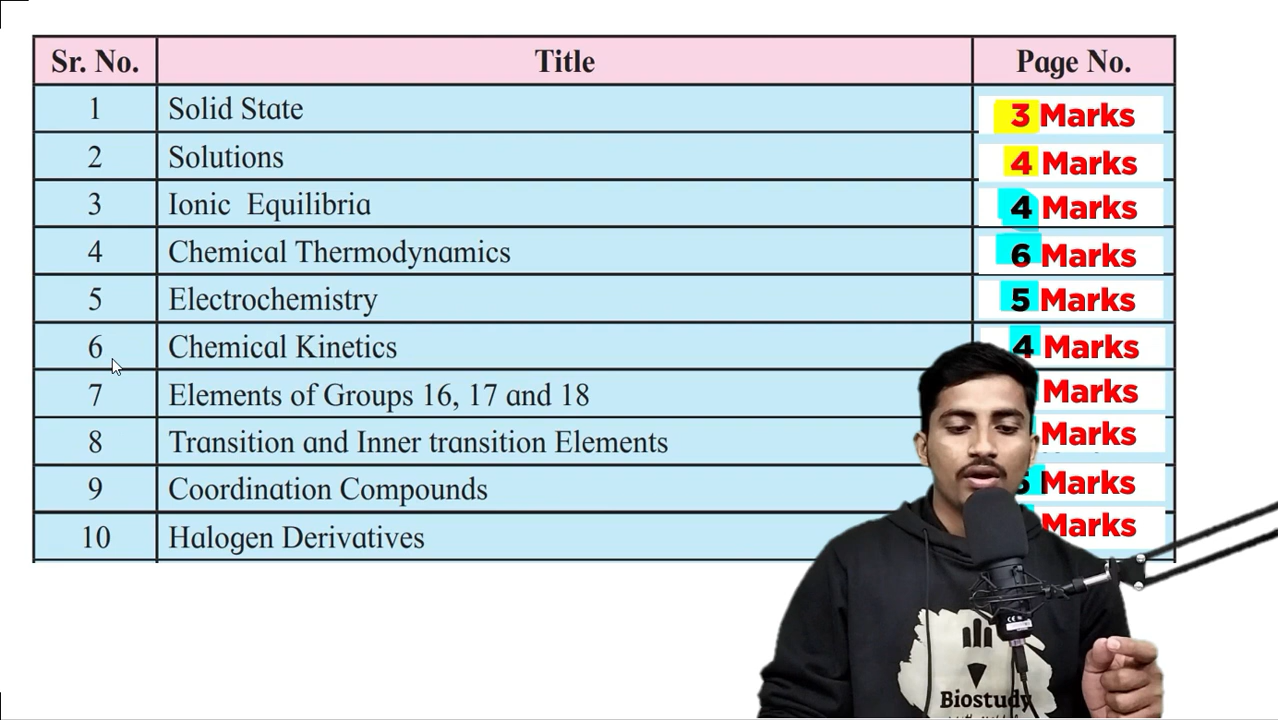 Sr. No. Title Page No.
1 Solid State 3 Marks
2 Solutions 4 Marks
3 Ionic Equilibria 4 Marks
4 Chemical Thermodynamics 6 Marks
5 Electrochemistry 5 Marks
6 Chemical Kinetics 4 Marks
7 Elements of Groups 16, 17 and 18 Marks
8 Transition and Inner transition Elements Marks
9 Coordination Compounds Marks
10 Halogen Derivatives Marks
Biostudy